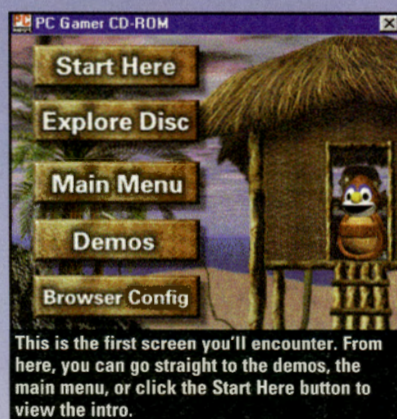 PC Gamer CD-ROM
Start Here
Explore Disc
Main Menu
Demos
Browser Config
This is the first screen you'll encounter. From
here, you can go straight to the demos, the
main menu, or click the Start Here button to
view the intro.